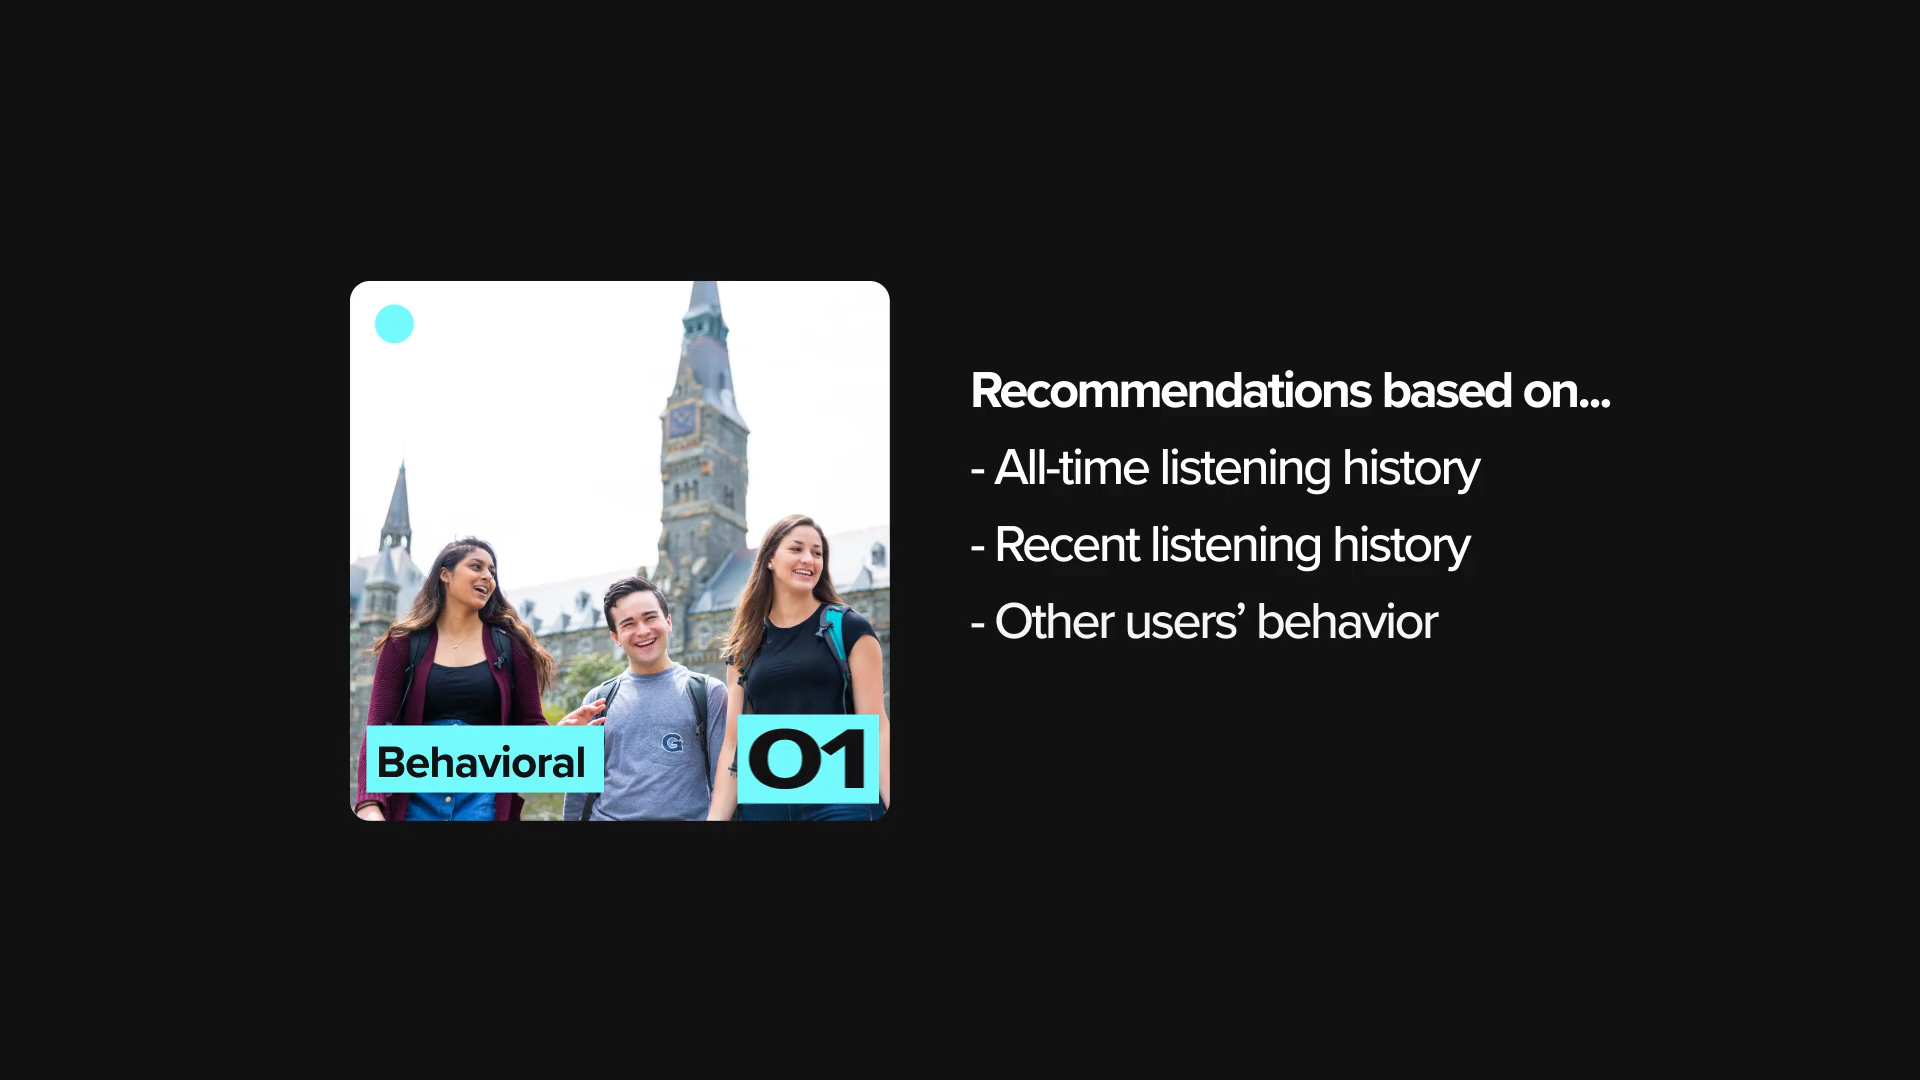 Behavioral
01
G
Recommendations based on...
- All-time listening history
- Recent listening history
- Other users’ behavior